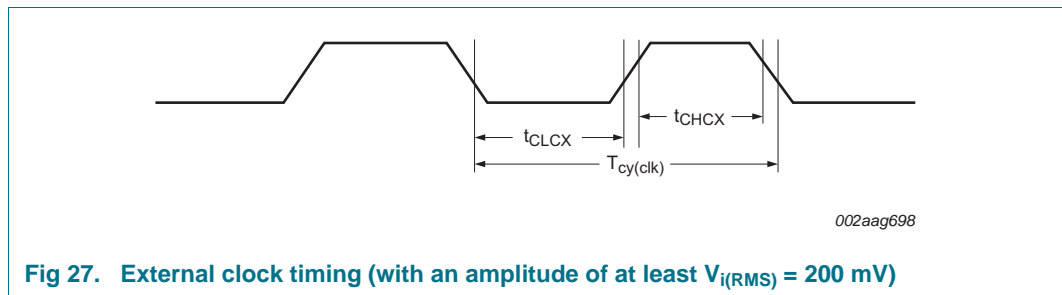 tCHCX
tCLCX
Tcy(clk)
002aag698
Fig 27. External clock timing (with an amplitude of at least Vi(RMS) = 200 mV)